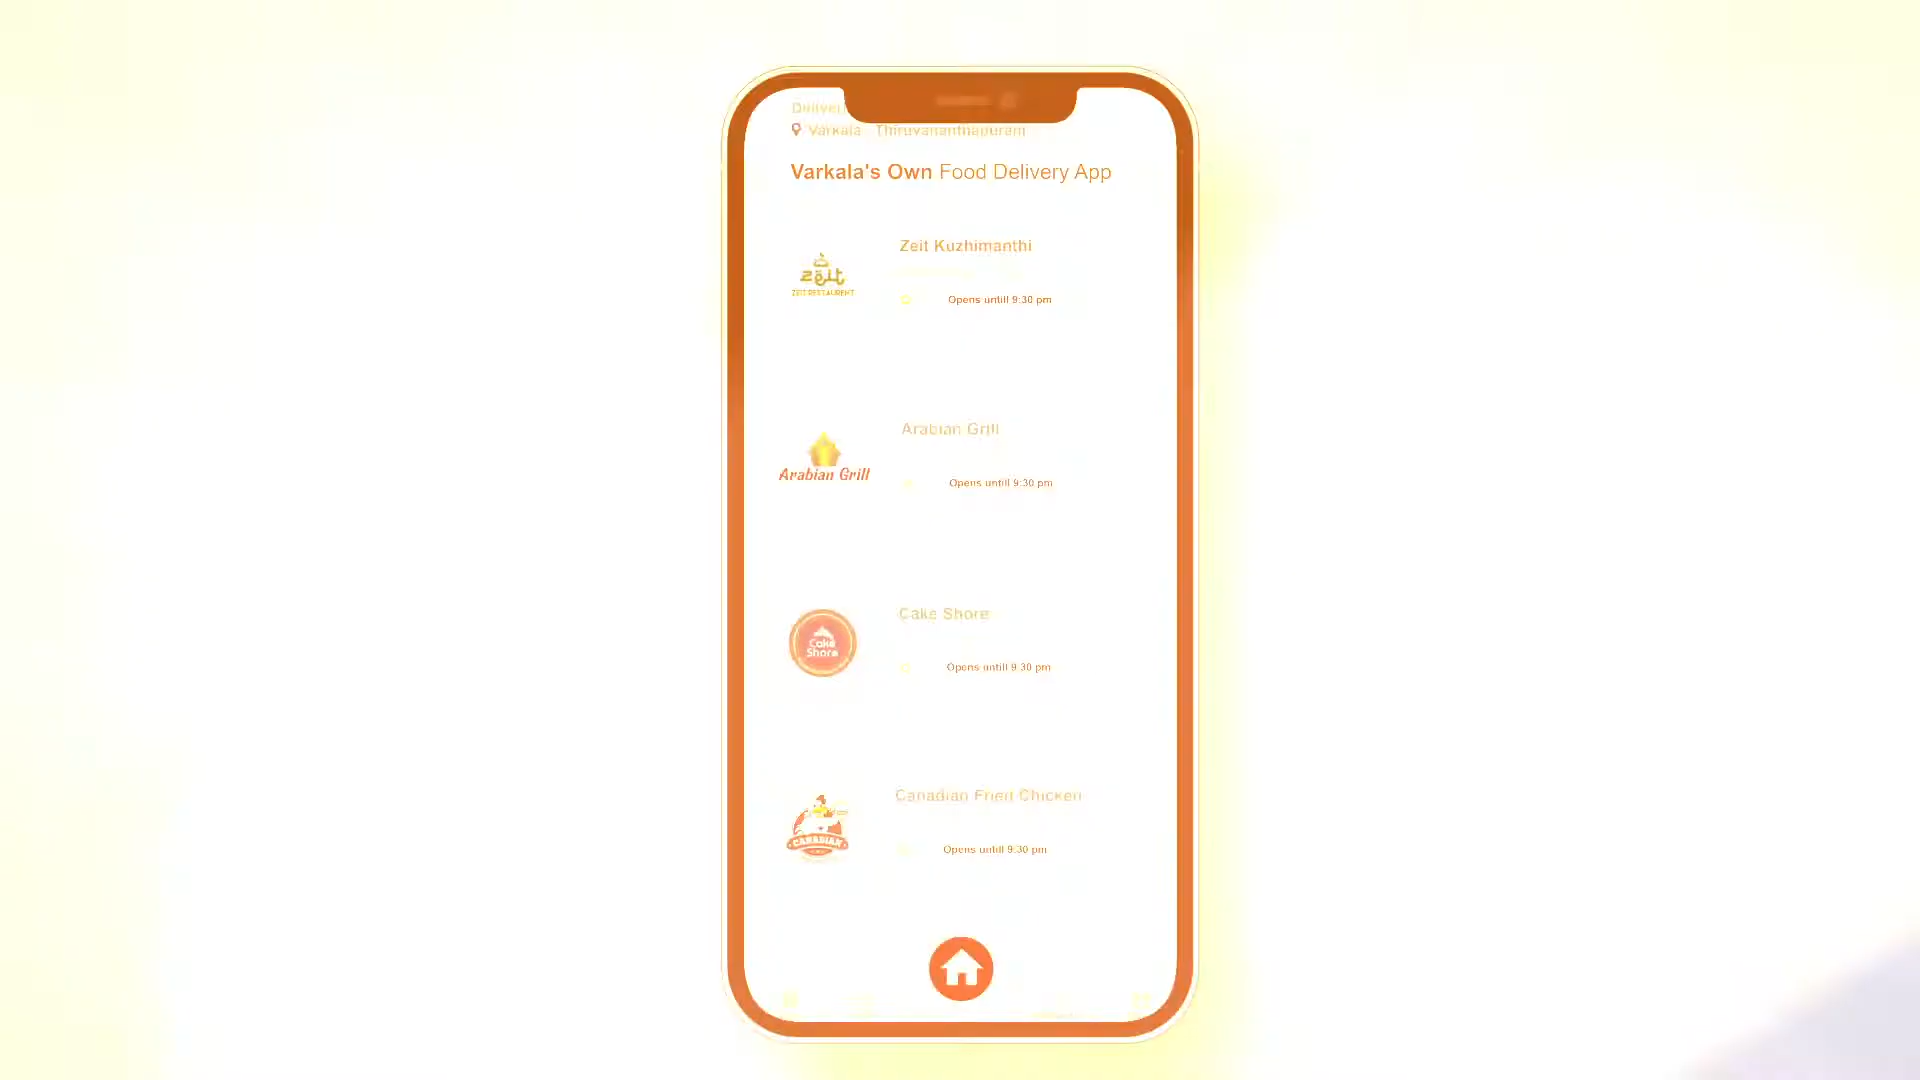 Varkala, Thiruvananthapuram
Varkala's Own Food Delivery App
Zeit Kuzhimanthi
zeit
ZEIT RESTAURENT
Opens untill 9:30 pm
Arabian Grill
Arabian Grill
Opens untill 9:30 pm
Cake Shore
Cake
Shore
Opens untill 9:30 pm
Canadian Fried Chicken
CANADIAN
Opens untill 9:30 pm